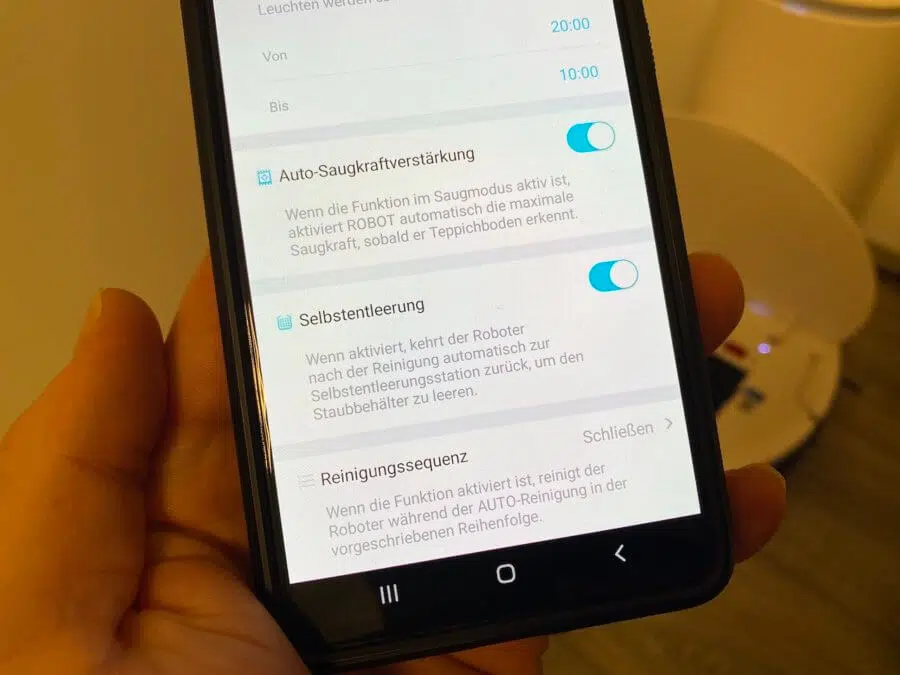 Leuchten werden
Von
20:00
Bis
10:00
Auto-Saugkraftverstärkung
Wenn die Funktion im Saugmodus aktiv ist,
aktiviert ROBOT automatisch die maximale
Saugkraft, sobald er Teppichboden erkennt.
Selbstentleerung
Wenn aktiviert, kehrt der Roboter
nach der Reinigung automatisch zur
Selbstentleerungsstation zurück, um den
Staubbehälter zu leeren.
Reinigungssequenz
Schließen
Wenn die Funktion aktiviert ist, reinigt der
Roboter während der AUTO-Reinigung in der
vorgeschriebenen Reihenfolge.